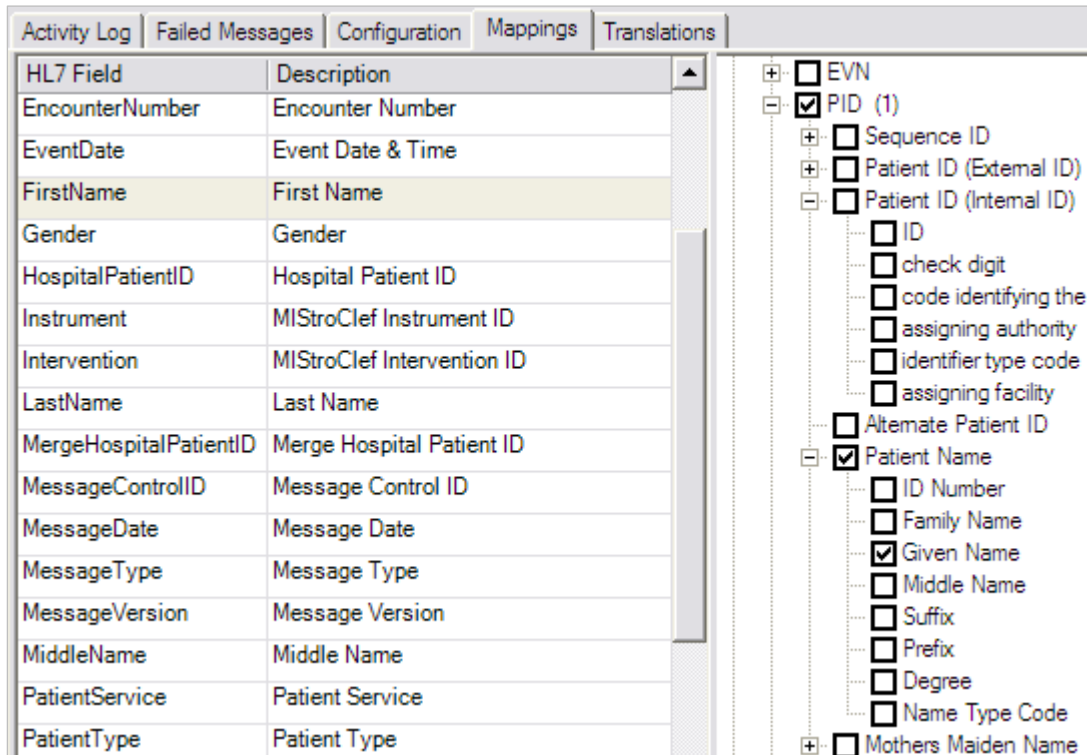 Activity Log Failed Messages Configuration Mappings Translations
HL7 Field Description
EncounterNumber Encounter Number
EventDate Event Date & Time
FirstName First Name
Gender Gender
HospitalPatientID Hospital Patient ID
Instrument MIStroClef Instrument ID
Intervention MIStroClef Intervention ID
LastName Last Name
MergeHospitalPatientID Merge Hospital Patient ID
MessageControlID Message Control ID
MessageDate Message Date
MessageType Message Type
MessageVersion Message Version
MiddleName Middle Name
PatientService Patient Service
PatientType Patient Type
EVN
PID (1)
Sequence ID
Patient ID (External ID)
Patient ID (Internal ID)
ID
check digit
code identifying the
assigning authority
identifier type code
assigning facility
Alternate Patient ID
Patient Name
ID Number
Family Name
Given Name
Middle Name
Suffix
Prefix
Degree
Name Type Code
Mothers Maiden Name